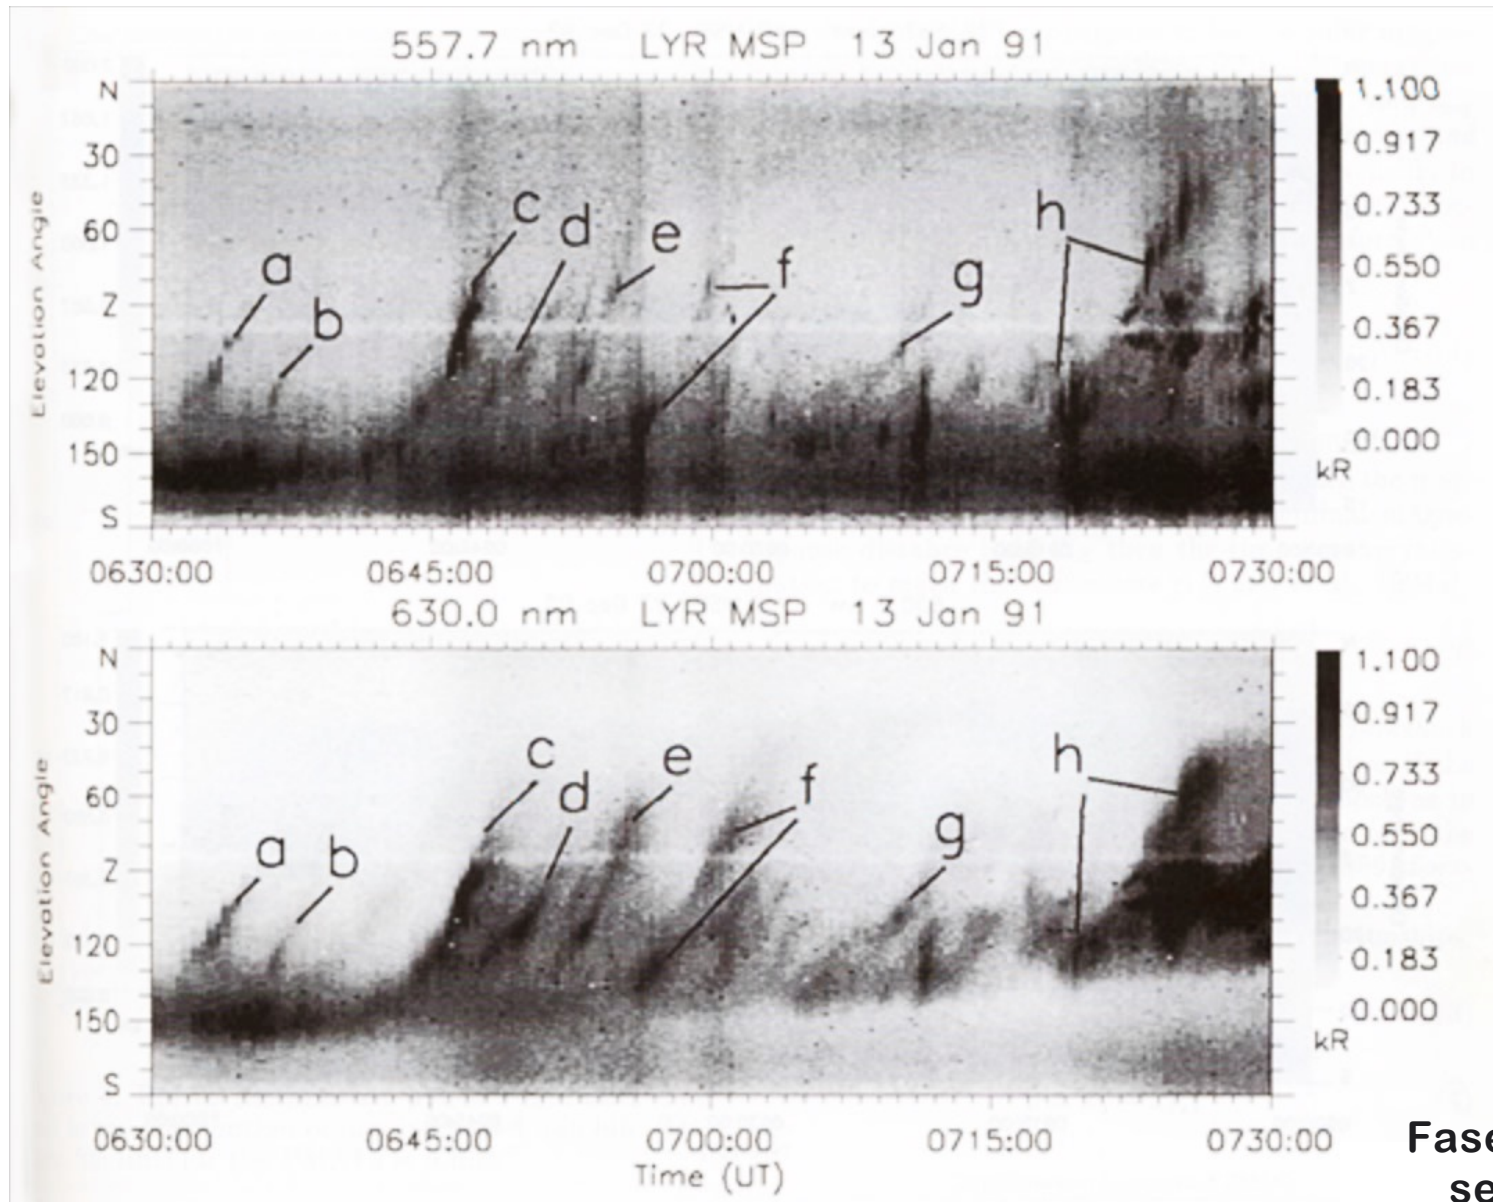 557.7 nm LYR MSP 13 Jan 91
N
30
60
Z
120
150
S
Elevation Angle
a
b
c
d
e
f
g
h
1.100
0.917
0.733
0.550
0.367
0.183
0.000
kR
0630:00 0645:00 0700:00 0715:00 0730:00
630.0 nm LYR MSP 13 Jan 91
N
30
60
Z
120
150
S
Elevation Angle
a
b
c
d
e
f
g
h
1.100
0.917
0.733
0.550
0.367
0.183
0.000
kR
0630:00 0645:00 0700:00 0715:00 0730:00
Time (UT)
Fase
se